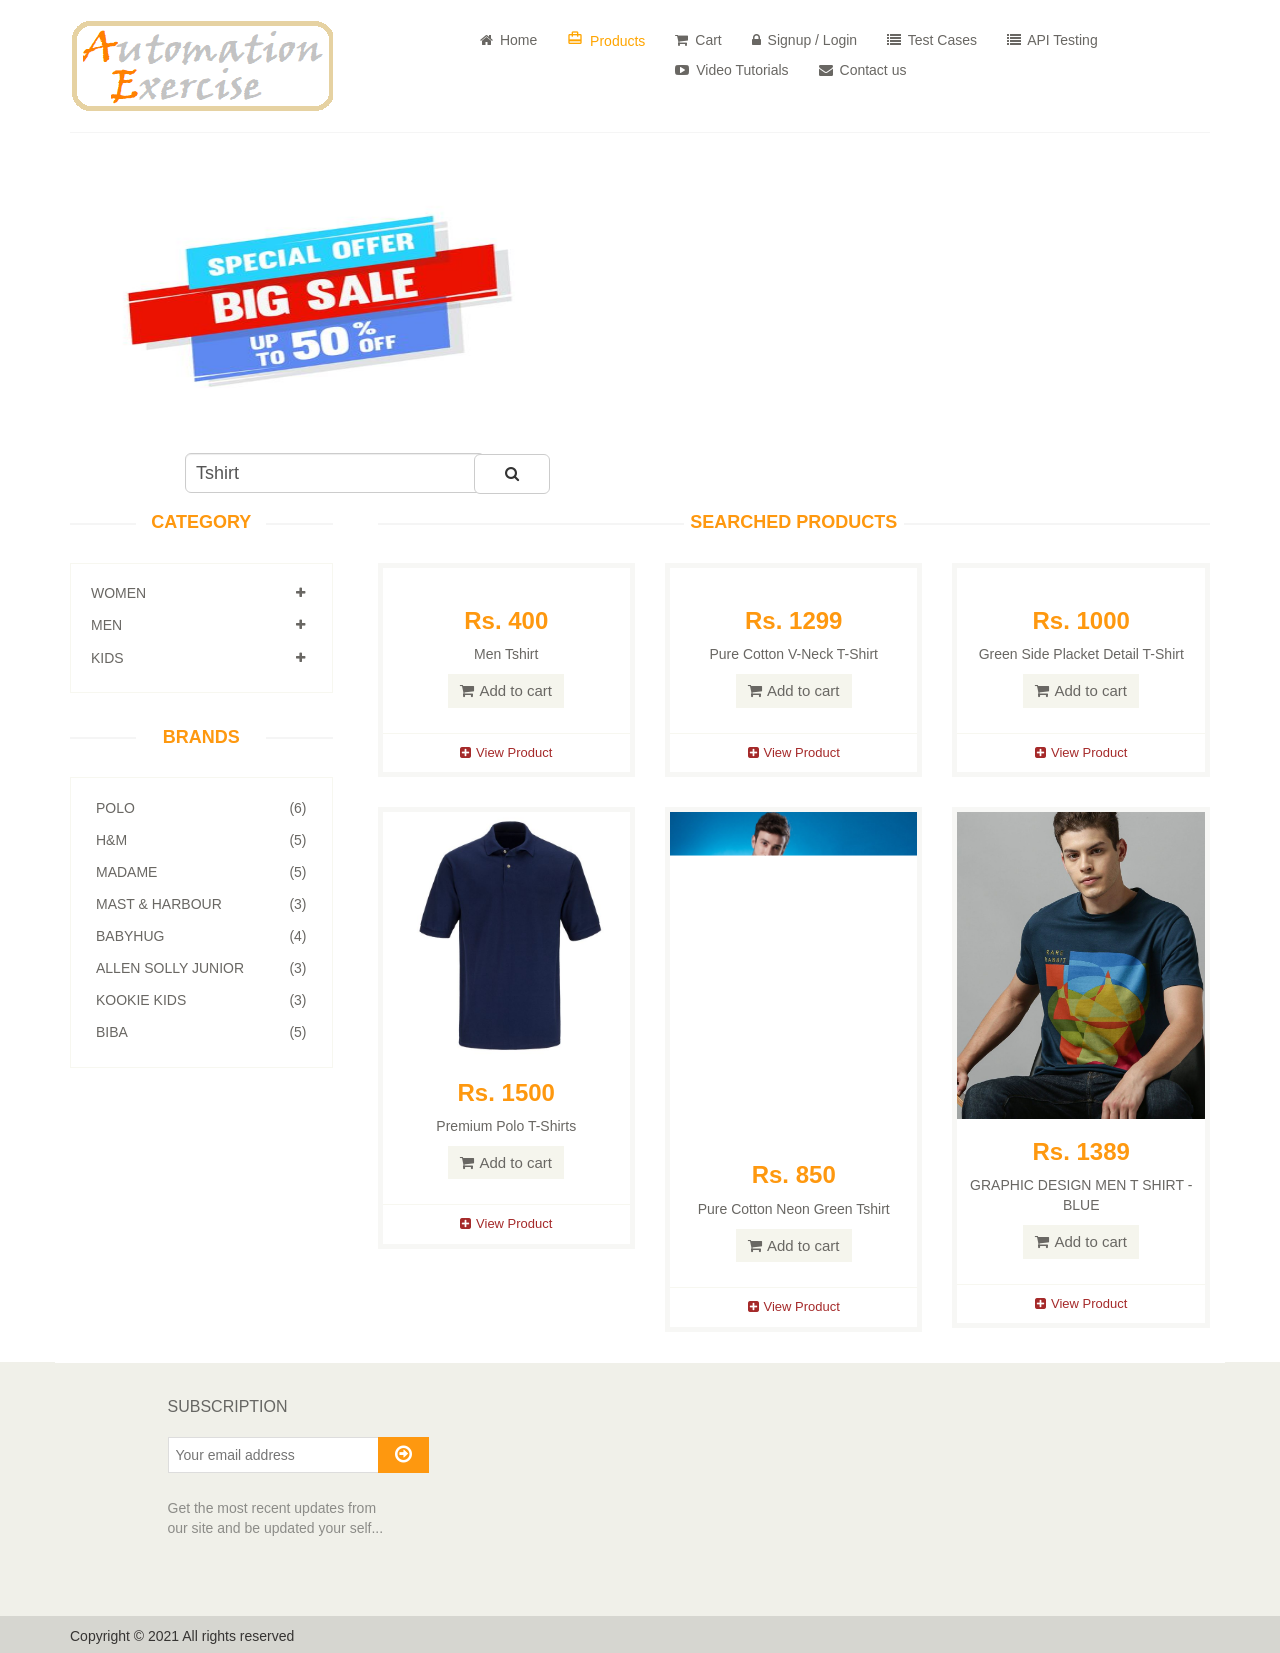 Automation
Exercise
Home
Products
Cart
Signup / Login
Test Cases
API Testing
Video Tutorials
Contact us
SPECIAL OFFER
BIG SALE
UP TO 50% OFF
Tshirt
CATEGORY
WOMEN
MEN
KIDS
BRANDS
POLO (6)
H&M (5)
MADAME (5)
MAST & HARBOUR (3)
BABYHUG (4)
ALLEN SOLLY JUNIOR (3)
KOOKIE KIDS (3)
BIBA (5)
SEARCHED PRODUCTS
Rs. 400
Men Tshirt
Add to cart
View Product
Rs. 1299
Pure Cotton V-Neck T-Shirt
Add to cart
View Product
Rs. 1000
Green Side Placket Detail T-Shirt
Add to cart
View Product
Rs. 1500
Premium Polo T-Shirts
Add to cart
View Product
Rs. 850
Pure Cotton Neon Green Tshirt
Add to cart
View Product
RARE
RABBIT
Rs. 1389
GRAPHIC DESIGN MEN T SHIRT -
BLUE
Add to cart
View Product
SUBSCRIPTION
Your email address
Get the most recent updates from
our site and be updated your self...
Copyright © 2021 All rights reserved